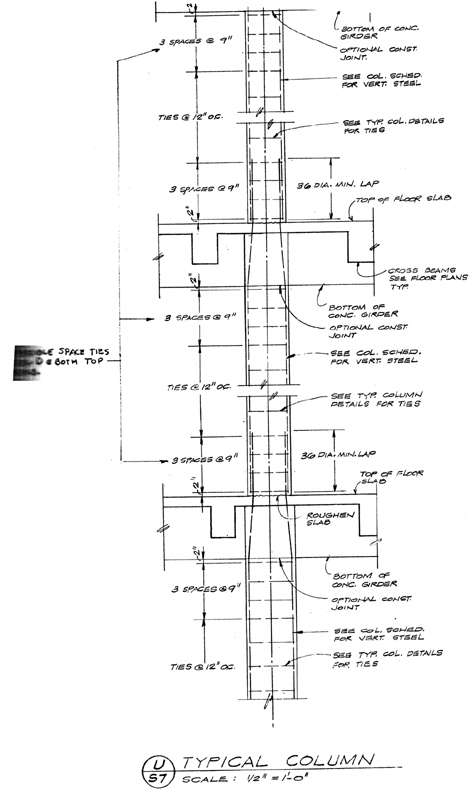 2"
3 SPACES @ 9"
TIES @ 12" OC.
3 SPACES @ 9"
2"
BOTTOM OF CONC.
GIRDER
OPTIONAL CONST.
JOINT.
SEE COL. SCHED.
FOR VERT. STEEL
SEE TYP. COL. DETAILS
FOR TIES
36 DIA. MIN. LAP
TOP OF FLOOR SLAB
CROSS BEAMS
SEE FLOOR PLANS
TYP.
2"
3 SPACES @ 9"
TIES @ 12" OC.
3 SPACES @ 9"
2"
SPACE TIES
@ BOTH TOP
BOTTOM OF
CONC. GIRDER
OPTIONAL CONST.
JOINT
SEE COL. SCHED.
FOR VERT. STEEL
SEE TYP. COLUMN
DETAILS FOR TIES
36 DIA. MIN. LAP
TOP OF FLOOR
SLAB
ROUGHEN
SLAB
2"
3 SPACES @ 9"
TIES @ 12" OC.
BOTTOM OF
CONC. GIRDER
OPTIONAL CONST.
JOINT
SEE COL. SCHED.
FOR VERT. STEEL
SEE TYP. COL. DETAILS
FOR TIES
U
S7
TYPICAL COLUMN
SCALE: 1/2" = 1'-0"